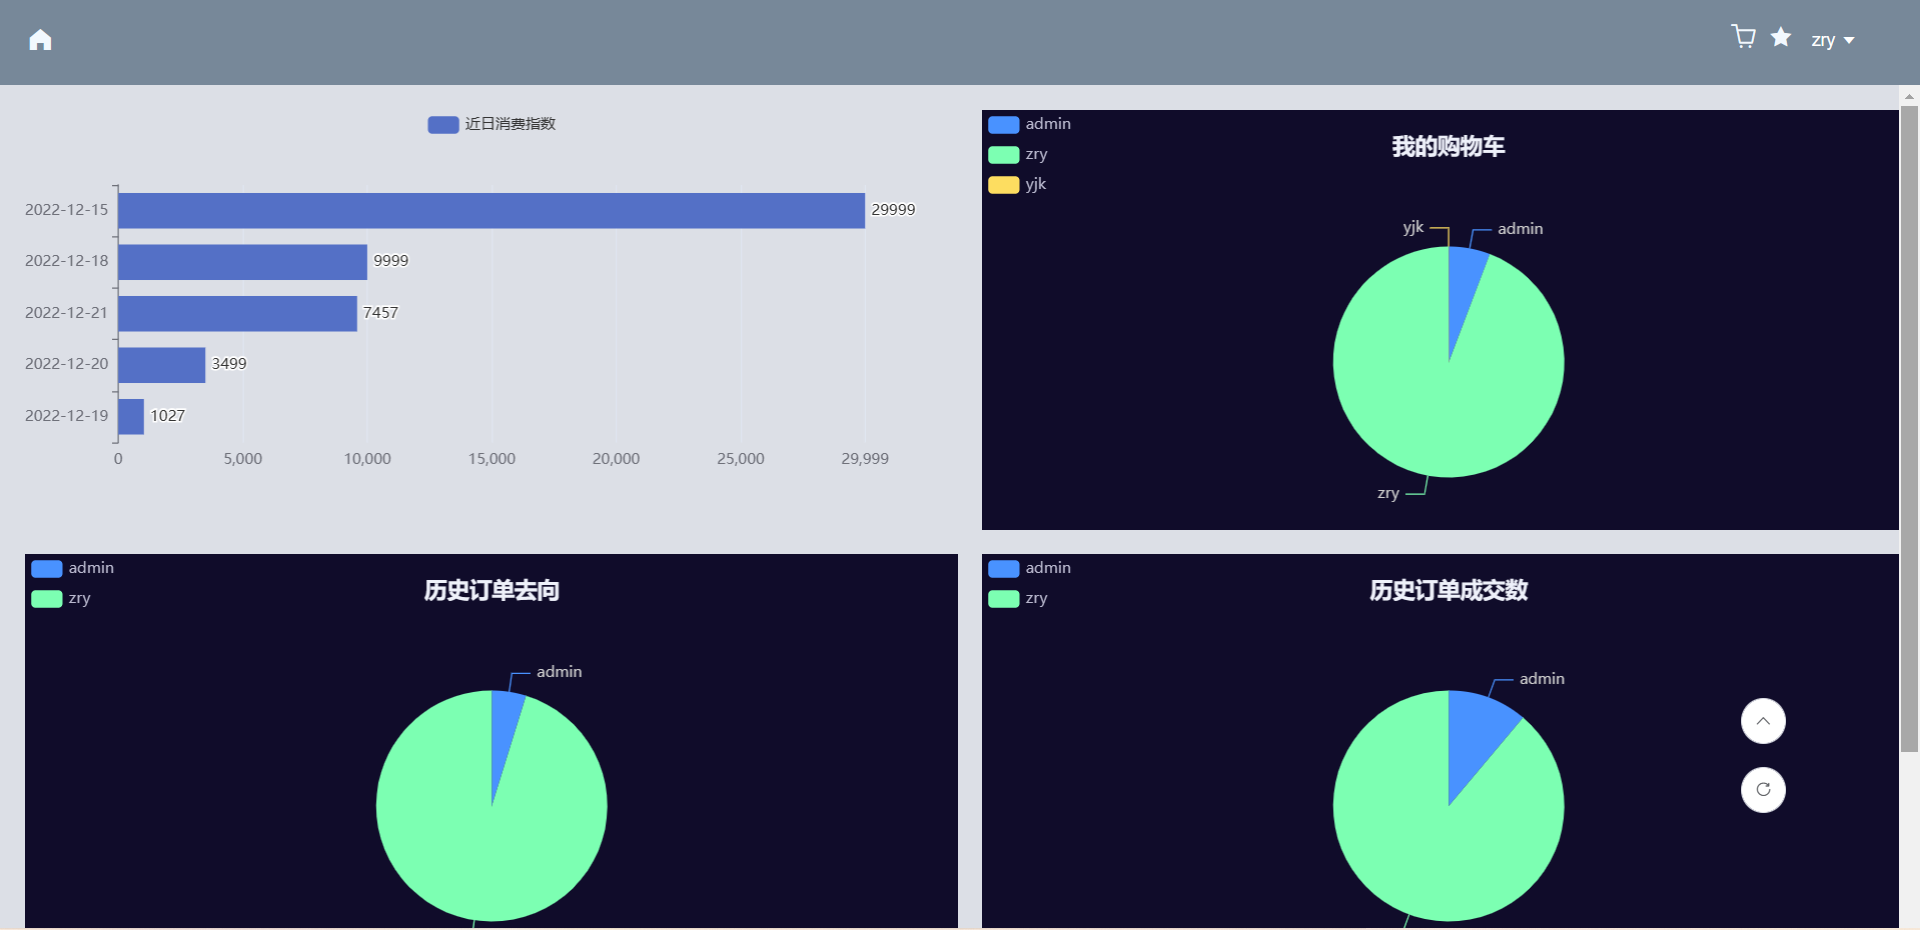 zry
近日消费指数
2022-12-15 29999
2022-12-18 9999
2022-12-21 7457
2022-12-20 3499
2022-12-19 1027
0 5,000 10,000 15,000 20,000 25,000 29,999
admin
zry
yjk
我的购物车
yjk admin
zry
admin
zry
历史订单去向
admin
admin
zry
历史订单成交数
admin